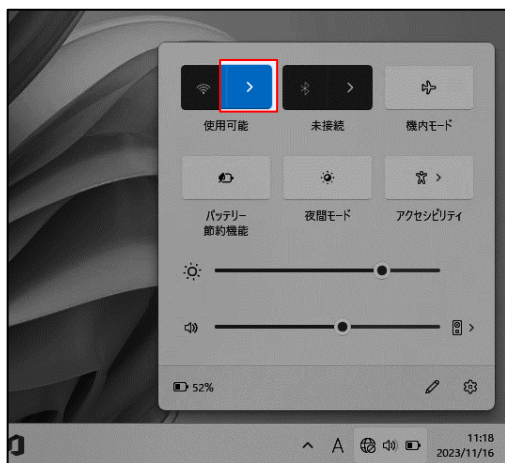 使用可能
未接続
機内モード
バッテリー
節約機能
夜間モード
アクセシビリティ
52%
A
11:18
2023/11/16